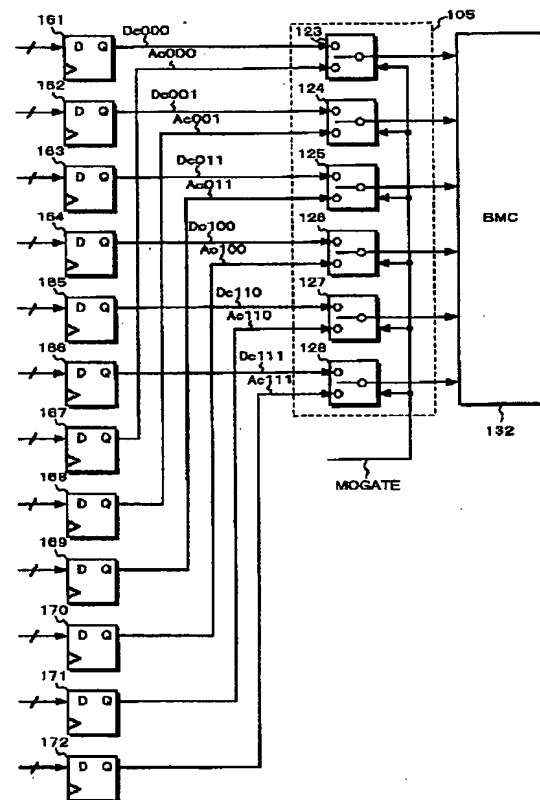 161
D Q
Dc000
Ac000
123
105
162
D Q
Dc001
Ac001
124
163
D Q
Dc011
Ac011
125
164
D Q
Dc100
Ac100
126
165
D Q
Dc110
Ac110
127
166
D Q
Dc111
Ac111
128
BMC
132
167
D Q
MOGATE
168
D Q
169
D Q
170
D Q
171
D Q
172
D Q